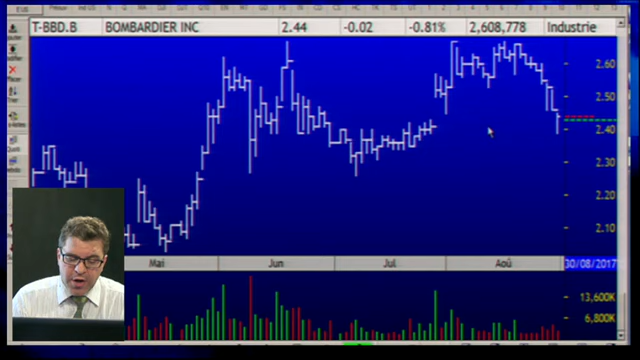 T-BBD.B BOMBARDIER INC 2.44 -0.02 -0.81% 2,608,778 Industrie
2.60
2.50
2.40
2.30
2.20
2.10
Mai Jun Jul Aoû 30/08/2017
13,600K
6,800K